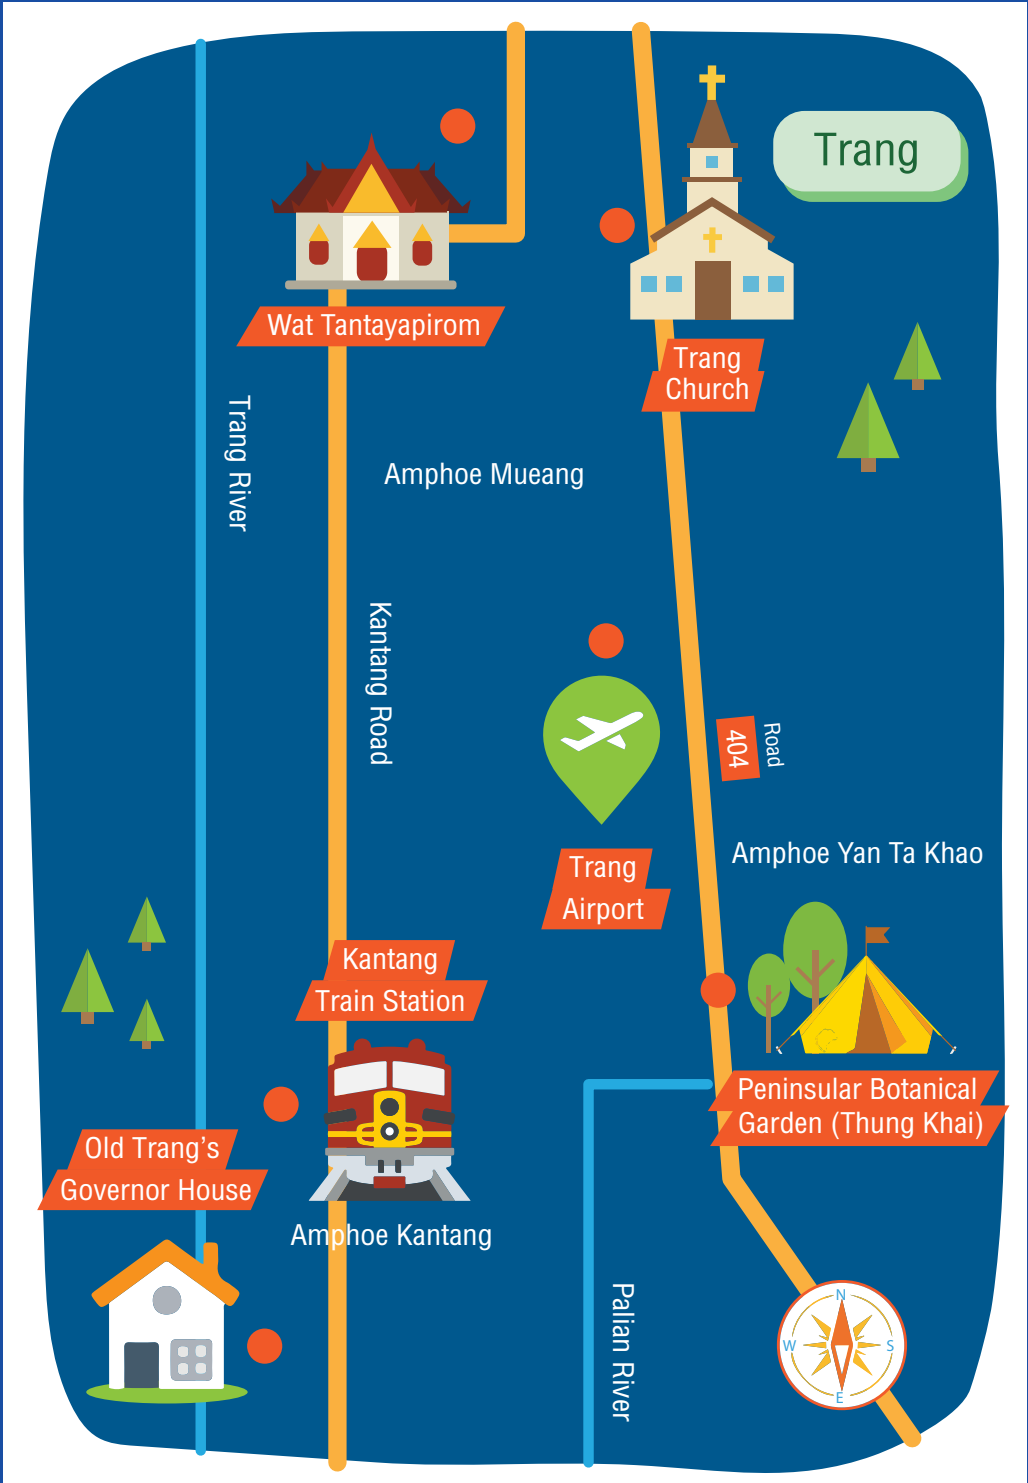 Trang
Wat Tantayapirom
Trang
Church
Trang River
Amphoe Mueang
Kantang Road
404
Road
Amphoe Yan Ta Khao
Trang
Airport
Kantang
Train Station
Peninsular Botanical
Garden (Thung Khai)
Old Trang's
Governor House
Amphoe Kantang
Palian River
N
W
S
E